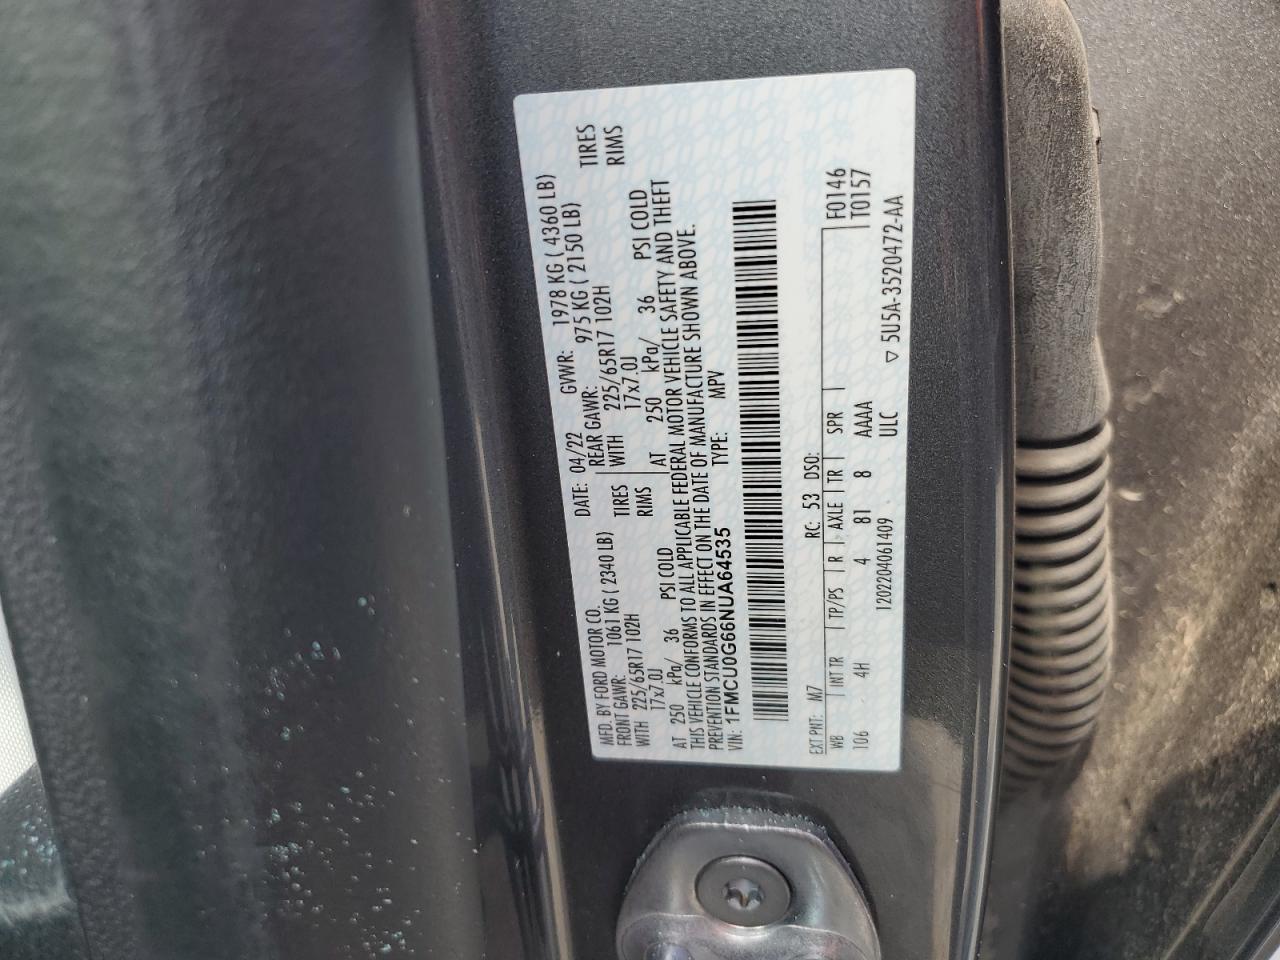 MFD. BY FORD MOTOR CO.
DATE: 04/22 GVWR: 1978 KG ( 4360 LB)
FRONT GAWR: 1061 KG ( 2340 LB) REAR GAWR: 975 KG ( 2150 LB)
WITH 225/65R17 102H TIRES WITH 225/65R17 102H TIRES
17x7.0J RIMS 17x7.0J RIMS
AT 250 kPa/ 36 PSI COLD AT 250 kPa/ 36 PSI COLD
THIS VEHICLE CONFORMS TO ALL APPLICABLE FEDERAL MOTOR VEHICLE SAFETY AND THEFT
PREVENTION STANDARDS IN EFFECT ON THE DATE OF MANUFACTURE SHOWN ABOVE.
VIN: 1FMCU0G66NUA64535 TYPE: MPV
EXT PNT: M7 RC: 53 DSO: F0146
WB INT TR TP/PS R AXLE TR SPR T0157
106 4H 4 81 8 AAAA
ULC
1202204061409 ▽ 5U5A-3520472-AA